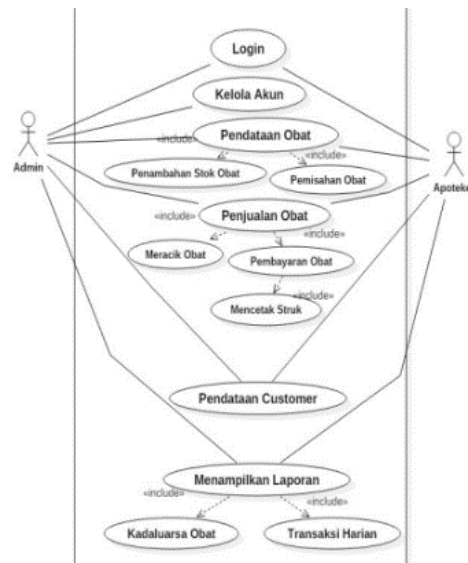 Login
Kelola Akun
«include»
Pendataan Obat
«include»
Penambahan Stok Obat
Pemisahan Obat
Admin
Apoteke
«include»
Penjualan Obat
«include»
Meracik Obat
Pembayaran Obat
«include»
Mencetak Struk
Pendataan Customer
Menampilkan Laporan
«include»
«include»
Kadaluarsa Obat
Transaksi Harian